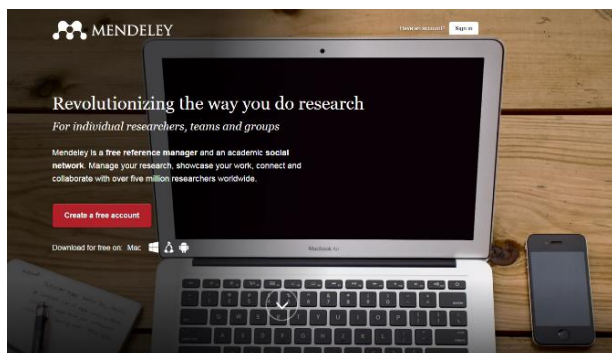 MENDELEY
Have an account? Sign in
Revolutionizing the way you do research
For individual researchers, teams and groups
Mendeley is a free reference manager and an academic social
network. Manage your research, showcase your work, connect and
collaborate with over five million researchers worldwide.
Create a free account
Download for free on: Mac
Macbook Air